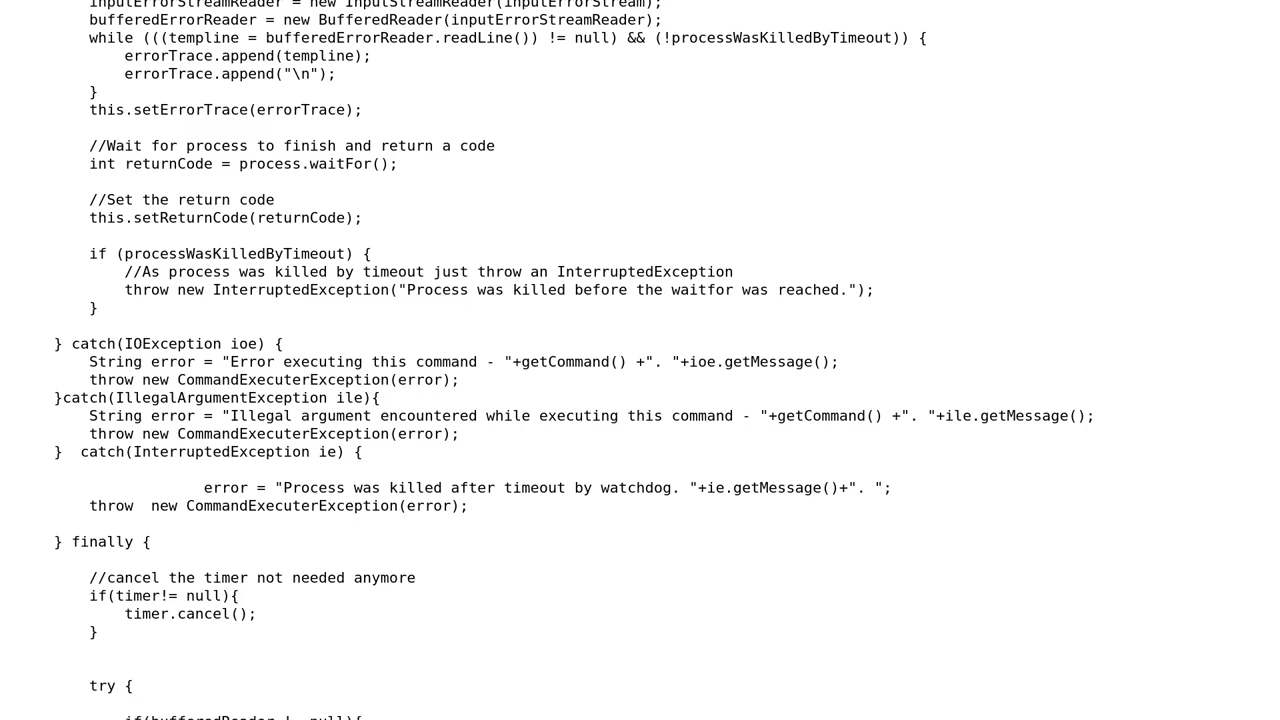 inputErrorStreamReader = new InputStreamReader(inputErrorStream);
bufferedErrorReader = new BufferedReader(inputErrorStreamReader);
while (((templine = bufferedErrorReader.readLine()) != null) && (!processWasKilledByTimeout)) {
errorTrace.append(templine);
errorTrace.append("\n");
}
this.setErrorTrace(errorTrace);
//Wait for process to finish and return a code
int returnCode = process.waitFor();
//Set the return code
this.setReturnCode(returnCode);
if (processWasKilledByTimeout) {
//As process was killed by timeout just throw an InterruptedException
throw new InterruptedException("Process was killed before the waitfor was reached.");
}
} catch(IOException ioe) {
String error = "Error executing this command - "+getCommand() +". "+ioe.getMessage();
throw new CommandExecuterException(error);
}catch(IllegalArgumentException ile){
String error = "Illegal argument encountered while executing this command - "+getCommand() +". "+ile.getMessage();
throw new CommandExecuterException(error);
}  catch(InterruptedException ie) {
error = "Process was killed after timeout by watchdog. "+ie.getMessage()+". ";
throw  new CommandExecuterException(error);
} finally {
//cancel the timer not needed anymore
if(timer!= null){
timer.cancel();
}
try {
if(bufferedReader != null){